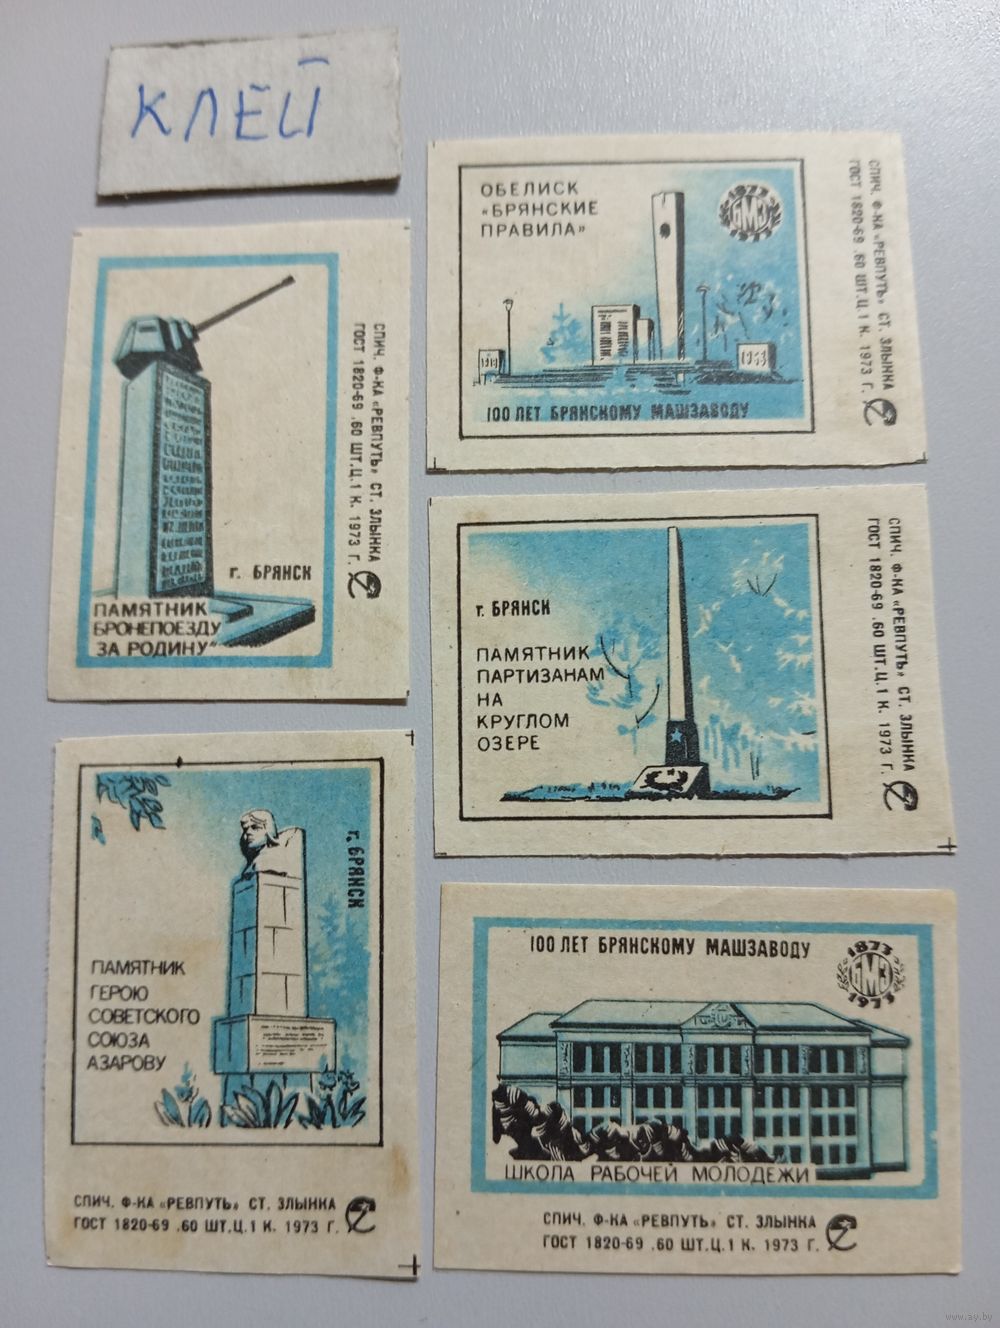 КЛЕЙ
ОБЕЛИСК
«БРЯНСКИЕ
ПРАВИЛА»
1873
БМЗ
1973
100 ЛЕТ БРЯНСКОМУ МАШЗАВОДУ
СПИЧ. Ф-КА «РЕВПУТЬ» СТ. ЗЛЫНКА
ГОСТ 1820-69 .60 ШТ.Ц.1 К. 1973 Г.
г. БРЯНСК
ПАМЯТНИК
БРОНЕПОЕЗДУ
ЗА РОДИНУ"
СПИЧ. Ф-КА «РЕВПУТЬ» СТ. ЗЛЫНКА
ГОСТ 1820-69 .60 ШТ.Ц.1 К. 1973 Г.
г. БРЯНСК
ПАМЯТНИК
ПАРТИЗАНАМ
НА
КРУГЛОМ
ОЗЕРЕ
СПИЧ. Ф-КА «РЕВПУТЬ» СТ. ЗЛЫНКА
ГОСТ 1820-69 .60 ШТ.Ц.1 К. 1973 Г.
г. БРЯНСК
ПАМЯТНИК
ГЕРОЮ
СОВЕТСКОГО
СОЮЗА
АЗАРОВУ
СПИЧ. Ф-КА «РЕВПУТЬ» СТ. ЗЛЫНКА
ГОСТ 1820-69 .60 ШТ.Ц.1 К. 1973 Г.
100 ЛЕТ БРЯНСКОМУ МАШЗАВОДУ
1873
БМЗ
1973
ШКОЛА РАБОЧЕЙ МОЛОДЕЖИ
СПИЧ. Ф-КА «РЕВПУТЬ» СТ. ЗЛЫНКА
ГОСТ 1820-69 .60 ШТ.Ц.1 К. 1973 Г.
www.ay.by